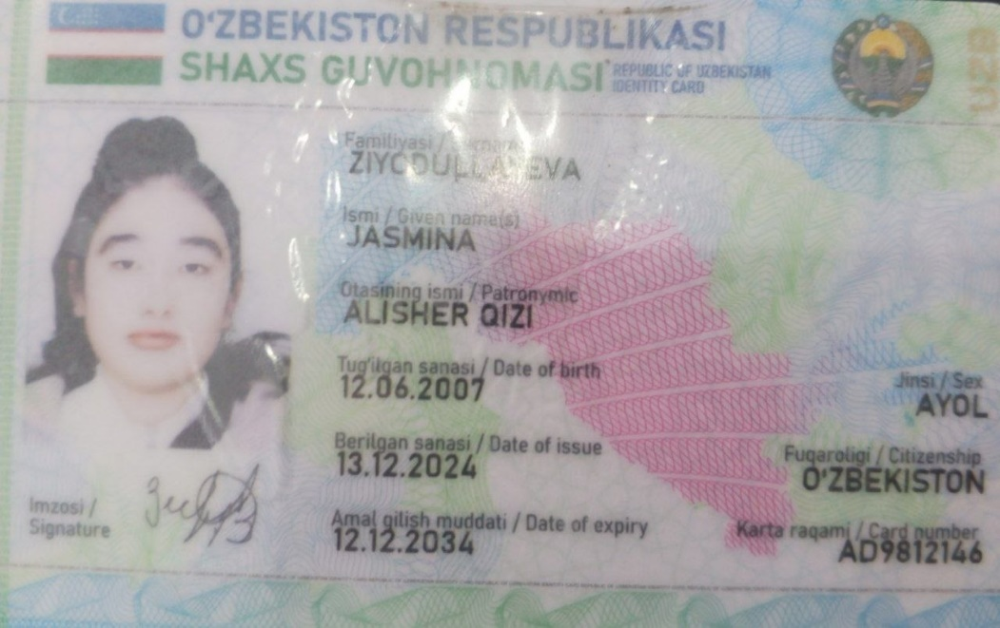 O'ZBEKISTON RESPUBLIKASI
SHAXS GUVOHNOMASI REPUBLIC OF UZBEKISTAN
IDENTITY CARD
UZB
Familiyasi /
Ismi / Given name(s)
JASMINA
Otasining ismi / Patronymic
ALISHER QIZI
Tug'ilgan sanasi / Date of birth
12.06.2007
Jinsi / Sex
AYOL
Berilgan sanasi / Date of issue
13.12.2024
Fuqaroligi / Citizenship
O'ZBEKISTON
Imzosi /
Signature
Amal qilish muddati / Date of expiry
12.12.2034
Karta raqami / Card number
AD9812146